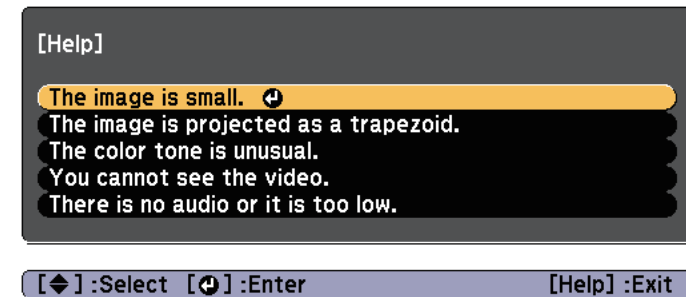 [Help]
The image is small.
The image is projected as a trapezoid.
The color tone is unusual.
You cannot see the video.
There is no audio or it is too low.
[◆] :Select [⏎] :Enter [Help] :Exit